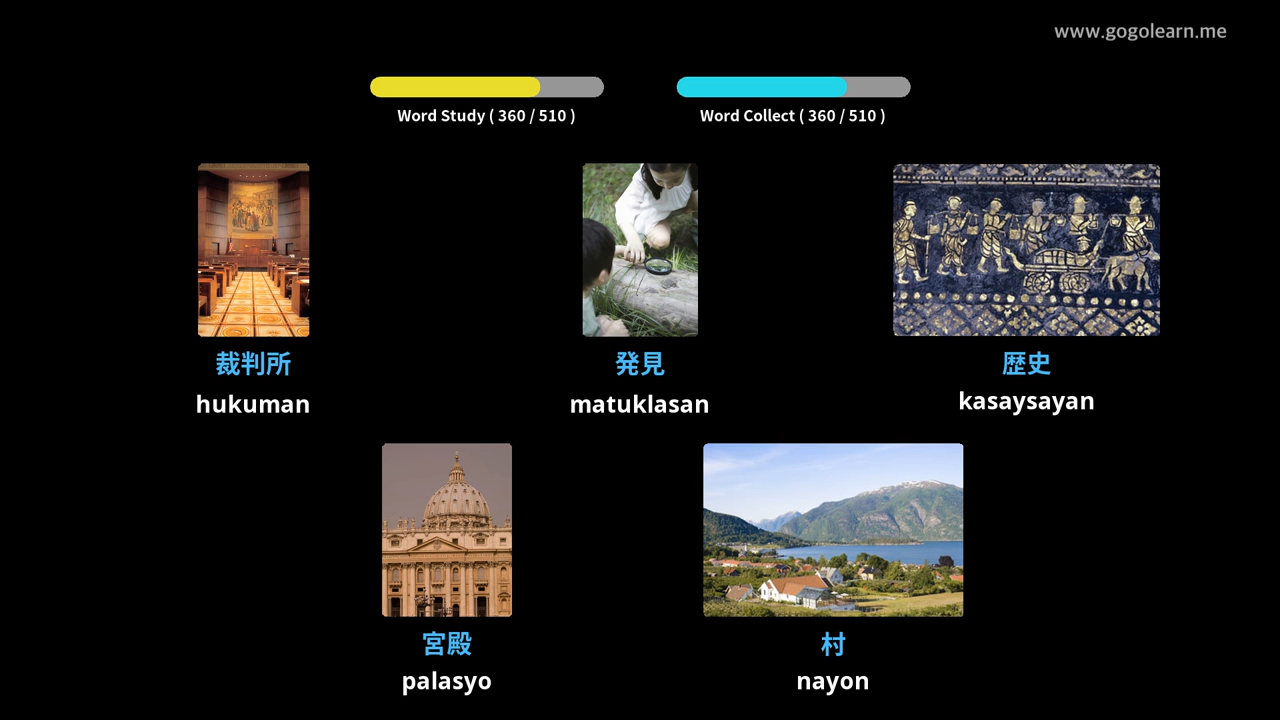 www.gogolearn.me
Word Study ( 360 / 510 )
Word Collect ( 360 / 510 )
裁判所
hukuman
発見
matuklasan
歴史
kasaysayan
宮殿
palasyo
村
nayon